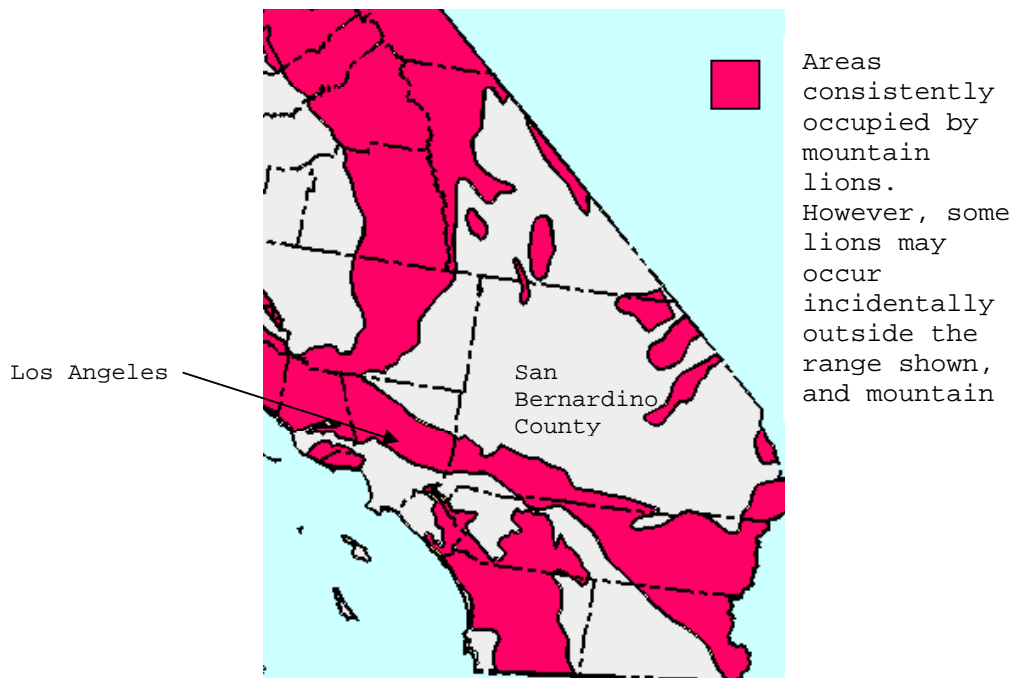 Areas
consistently
occupied by
mountain
lions.
However, some
lions may
occur
incidentally
outside the
range shown,
and mountain
Los Angeles
San
Bernardino
County